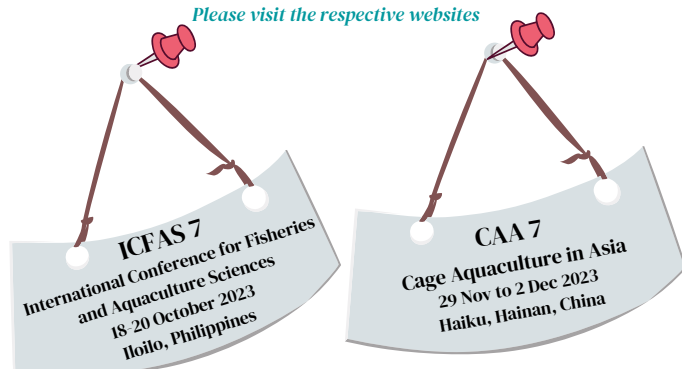 Please visit the respective websites
ICFAS 7
International Conference for Fisheries
and Aquaculture Sciences
18-20 October 2023
Iloilo, Philippines
CAA 7
Cage Aquaculture in Asia
29 Nov to 2 Dec 2023
Haiku, Hainan, China